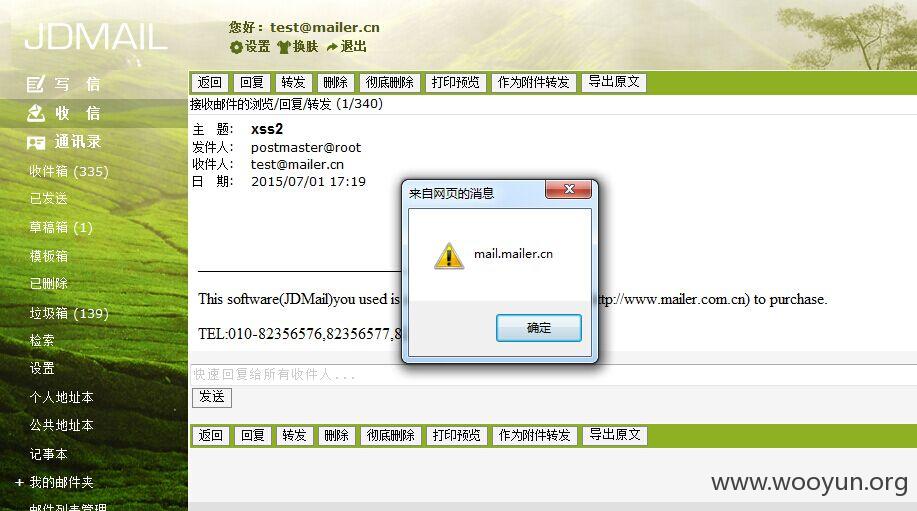 JDMAIL
您好：test@mailer.cn
设置 换肤 退出
写 信
收 信
通讯录
收件箱 (335)
已发送
草稿箱 (1)
模板箱
已删除
垃圾箱 (139)
检索
设置
个人地址本
公共地址本
记事本
+ 我的邮件夹
邮件列表管理
返回 回复 转发 删除 彻底删除 打印预览 作为附件转发 导出原文
接收邮件的浏览/回复/转发 (1/340)
主 题： xss2
发件人： postmaster@root
收件人： test@mailer.cn
日 期： 2015/07/01 17:19
This software(JDMail)you used is
ttp://www.mailer.com.cn) to purchase.
TEL:010-82356576,82356577,8
来自网页的消息
mail.mailer.cn
确定
快速回复给所有收件人...
发送
返回 回复 转发 删除 彻底删除 打印预览 作为附件转发 导出原文
www.wooyun.org